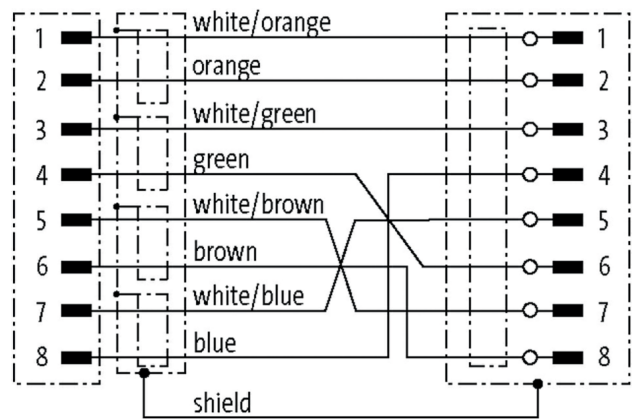 1 white/orange 1
2 orange 2
3 white/green 3
4 green 4
5 white/brown 5
6 brown 6
7 white/blue 7
8 blue 8
shield